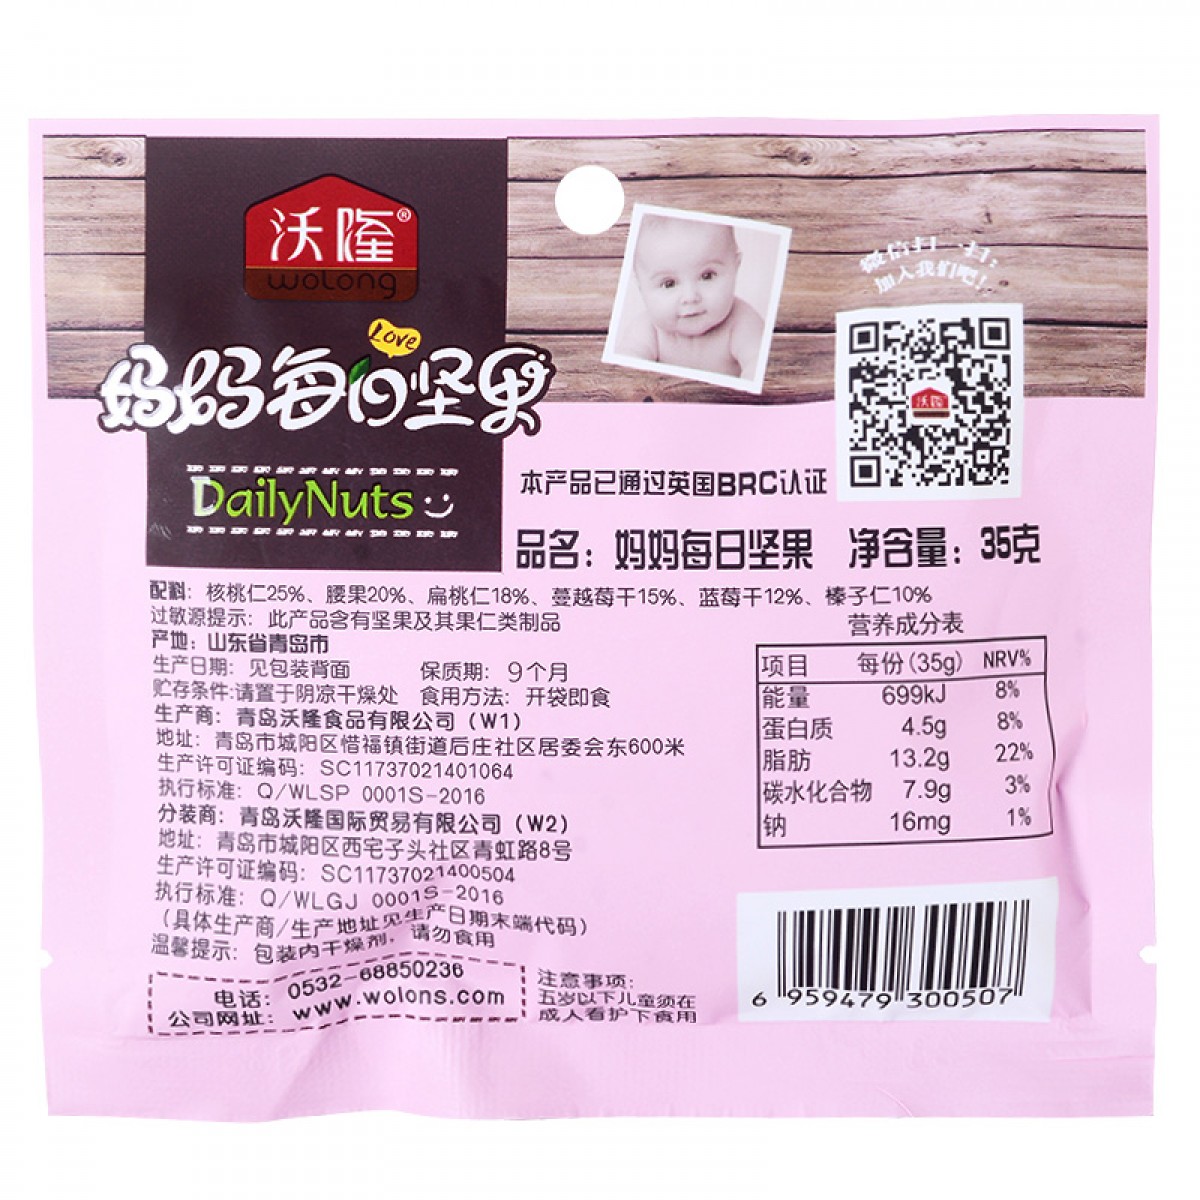 沃隆®
wolong
Love
妈妈每日坚果
DailyNuts
微信扫一扫：
加入我们吧！
沃隆
本产品已通过英国BRC认证
品名：妈妈每日坚果 净含量：35克
配料：核桃仁25%、腰果20%、扁桃仁18%、蔓越莓干15%、蓝莓干12%、榛子仁10%
过敏源提示：此产品含有坚果及其果仁类制品
产地：山东省青岛市
生产日期：见包装背面 保质期：9个月
贮存条件:请置于阴凉干燥处 食用方法：开袋即食
生产商：青岛沃隆食品有限公司（W1）
地址：青岛市城阳区惜福镇街道后庄社区居委会东600米
生产许可证编码：SC11737021401064
执行标准：Q/WLSP 0001S-2016
分装商：青岛沃隆国际贸易有限公司（W2）
地址：青岛市城阳区西宅子头社区青虹路8号
生产许可证编码：SC11737021400504
执行标准：Q/WLGJ 0001S-2016
（具体生产商/生产地址见生产日期末端代码）
温馨提示：包装内干燥剂，请勿食用
电话：0532-68850236
公司网址：www.wolons.com
注意事项:
五岁以下儿童须在
成人看护下食用
营养成分表
项目 每份(35g) NRV%
能量 699kJ 8%
蛋白质 4.5g 8%
脂肪 13.2g 22%
碳水化合物 7.9g 3%
钠 16mg 1%
6 959479 300507